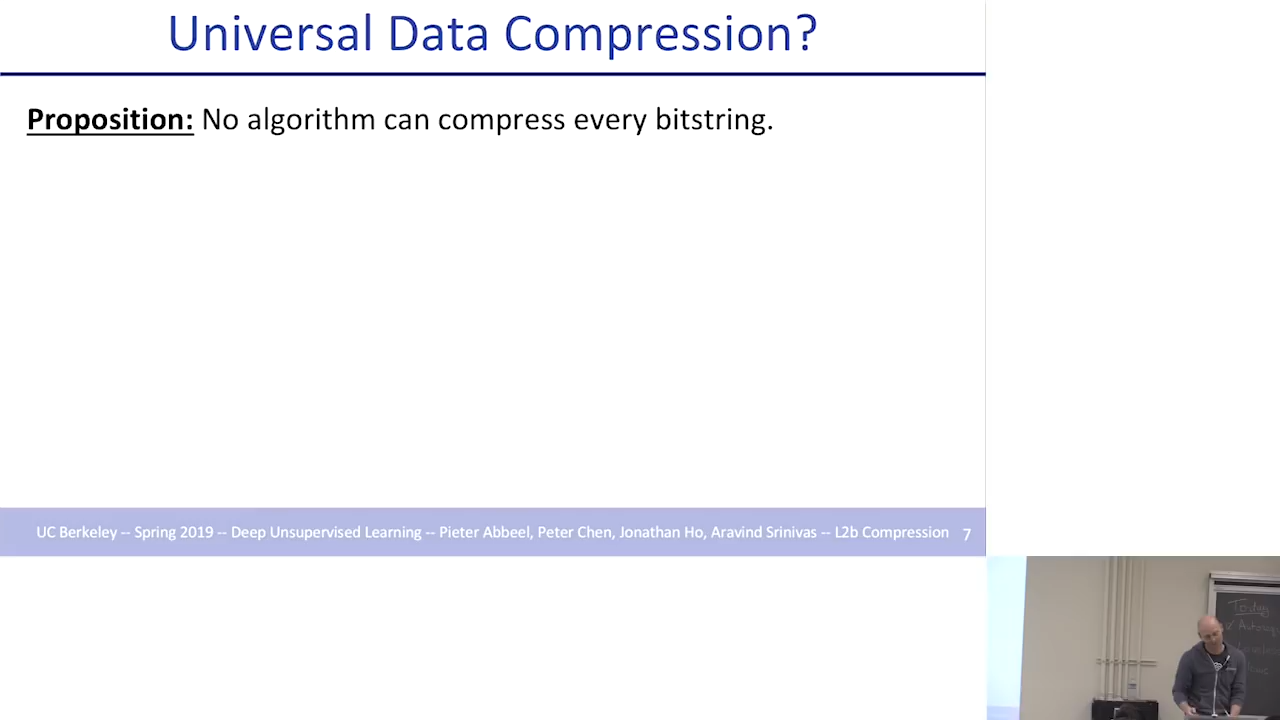 Universal Data Compression?
Proposition: No algorithm can compress every bitstring.
UC Berkeley -- Spring 2019 -- Deep Unsupervised Learning -- Pieter Abbeel, Peter Chen, Jonathan Ho, Aravind Srinivas -- L2b Compression 7
Today